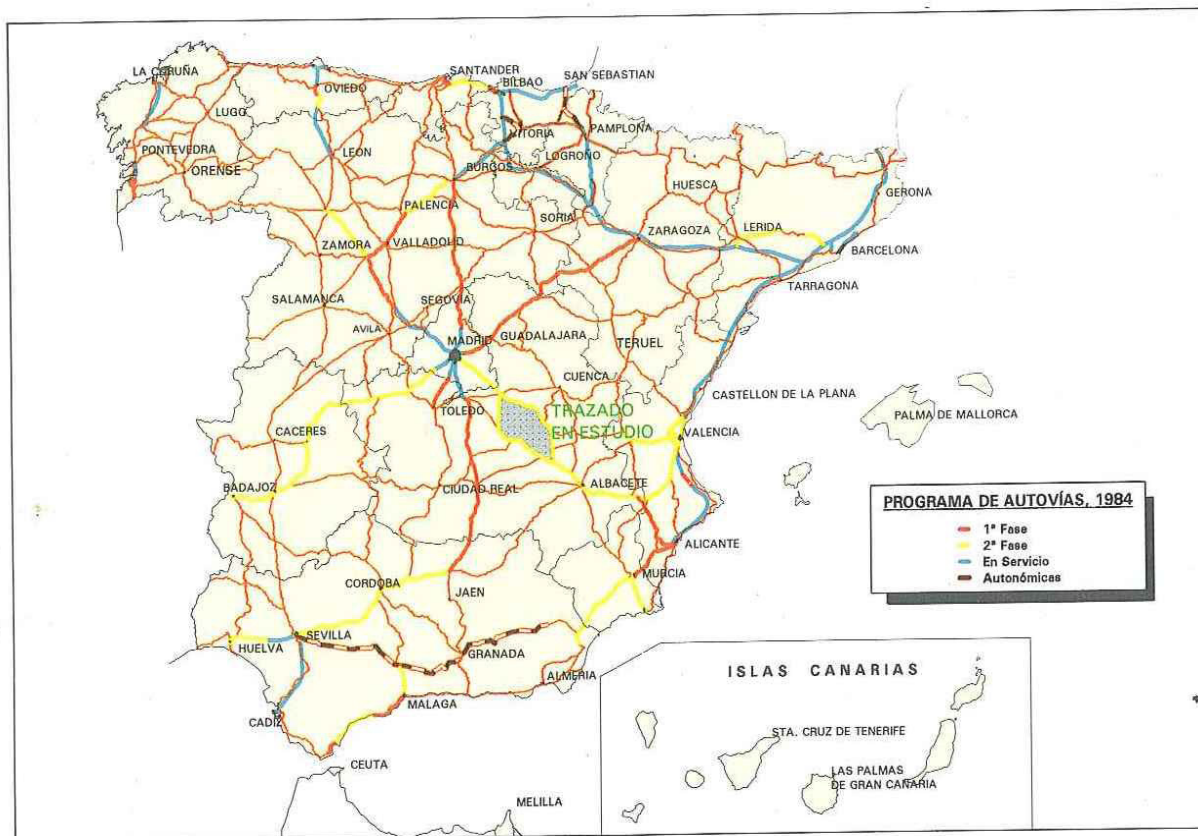 LA CORUÑA
OVIEDO
SANTANDER
BILBAO
SAN SEBASTIAN
LUGO
VITORIA
PAMPLONA
PONTEVEDRA
LEON
LOGROÑO
ORENSE
BURGOS
HUESCA
GERONA
PALENCIA
SORIA
ZARAGOZA
LERIDA
ZAMORA
VALLADOLID
BARCELONA
TARRAGONA
SALAMANCA
SEGOVIA
AVILA
MADRID
GUADALAJARA
TERUEL
CUENCA
CASTELLON DE LA PLANA
TOLEDO
TRAZADO
EN ESTUDIO
PALMA DE MALLORCA
CACERES
VALENCIA
BADAJOZ
CIUDAD REAL
ALBACETE
PROGRAMA DE AUTOVÍAS, 1984
1ª Fase
2ª Fase
En Servicio
Autonómicas
ALICANTE
CORDOBA
MURCIA
JAEN
SEVILLA
HUELVA
GRANADA
ALMERIA
ISLAS CANARIAS
CADIZ
MALAGA
STA. CRUZ DE TENERIFE
CEUTA
LAS PALMAS
DE GRAN CANARIA
MELILLA